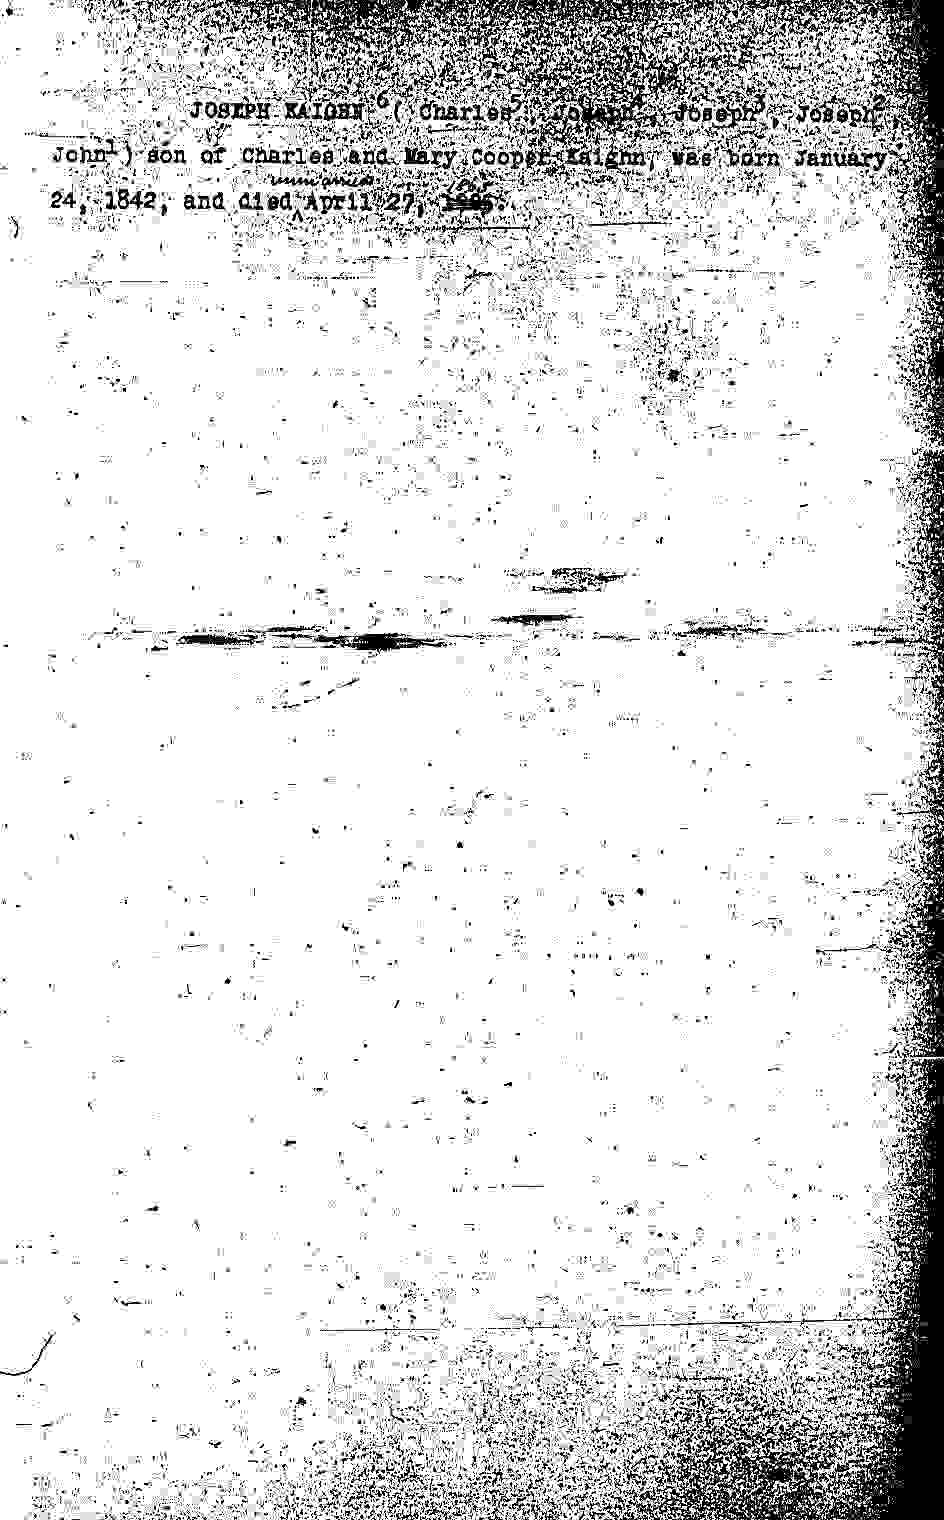 JOSEPH KAIGHN⁶ ( Charles⁵, Joseph⁴, Joseph³, Joseph²,
John¹) son of Charles and Mary Cooper Kaighn, was born January
unmarried
24, 1842, and died April 27,